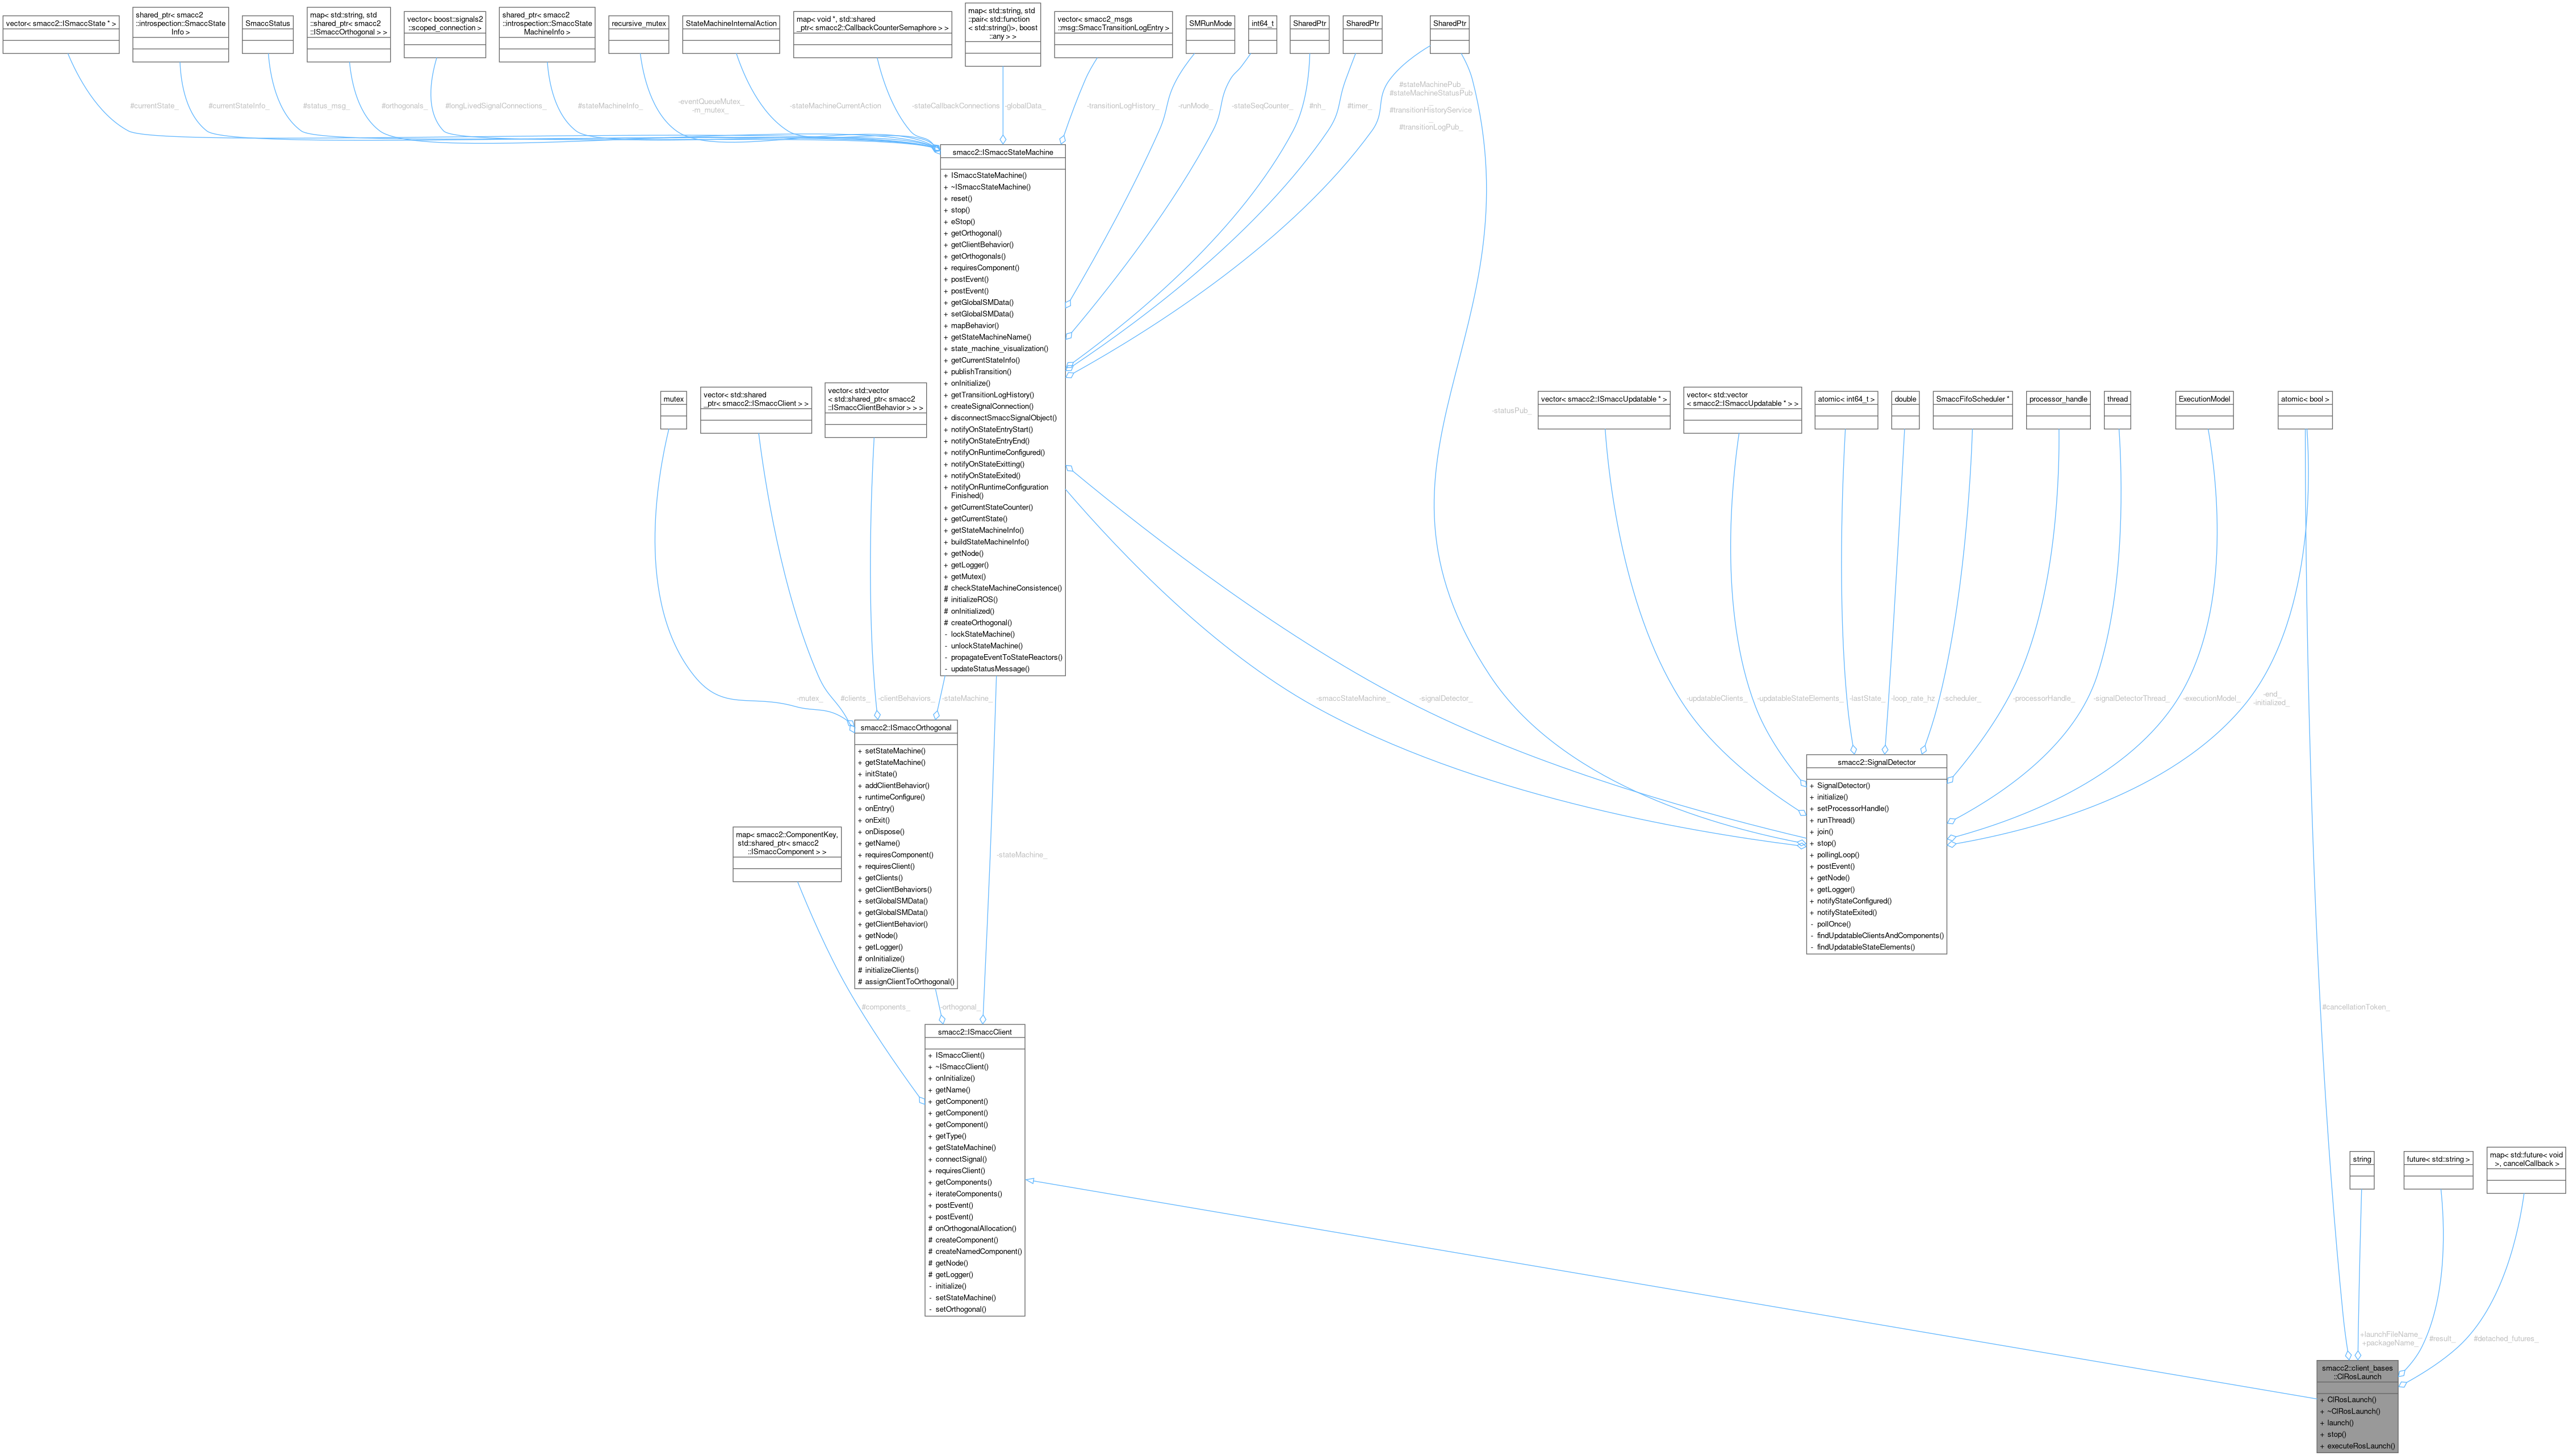 vector< smacc2::ISmaccState * >
shared_ptr< smacc2
::introspection::SmaccState
Info >
SmaccStatus
map< std::string, std
::shared_ptr< smacc2
::ISmaccOrthogonal > >
vector< boost::signals2
::scoped_connection >
shared_ptr< smacc2
::introspection::SmaccState
MachineInfo >
recursive_mutex
StateMachineInternalAction
map< void *, std::shared
_ptr< smacc2::CallbackCounterSemaphore > >
map< std::string, std
::pair< std::function
< std::string()>, boost
::any > >
vector< smacc2_msgs
::msg::SmaccTransitionLogEntry >
SMRunMode
int64_t
SharedPtr
SharedPtr
SharedPtr
#currentState_
#currentStateInfo_
#status_msg_
#orthogonals_
#longLivedSignalConnections_
#stateMachineInfo_
-eventQueueMutex_
-m_mutex_
-stateMachineCurrentAction
-stateCallbackConnections
-globalData_
-transitionLogHistory_
-runMode_
-stateSeqCounter_
#nh_
#timer_
#stateMachinePub_
#stateMachineStatusPub
_
#transitionHistoryService
_
#transitionLogPub_
smacc2::ISmaccStateMachine
+ ISmaccStateMachine()
+ ~ISmaccStateMachine()
+ reset()
+ stop()
+ eStop()
+ getOrthogonal()
+ getClientBehavior()
+ getOrthogonals()
+ requiresComponent()
+ postEvent()
+ postEvent()
+ getGlobalSMData()
+ setGlobalSMData()
+ mapBehavior()
+ getStateMachineName()
+ state_machine_visualization()
+ getCurrentStateInfo()
+ publishTransition()
+ onInitialize()
+ getTransitionLogHistory()
+ createSignalConnection()
+ disconnectSmaccSignalObject()
+ notifyOnStateEntryStart()
+ notifyOnStateEntryEnd()
+ notifyOnRuntimeConfigured()
+ notifyOnStateExitting()
+ notifyOnStateExited()
+ notifyOnRuntimeConfiguration
Finished()
+ getCurrentStateCounter()
+ getCurrentState()
+ getStateMachineInfo()
+ buildStateMachineInfo()
+ getNode()
+ getLogger()
+ getMutex()
# checkStateMachineConsistence()
# initializeROS()
# onInitialized()
# createOrthogonal()
- lockStateMachine()
- unlockStateMachine()
- propagateEventToStateReactors()
- updateStatusMessage()
mutex
vector< std::shared
_ptr< smacc2::ISmaccClient > >
vector< std::vector
< std::shared_ptr< smacc2
::ISmaccClientBehavior > > >
-statusPub_
vector< smacc2::ISmaccUpdatable * >
vector< std::vector
< smacc2::ISmaccUpdatable * > >
atomic< int64_t >
double
SmaccFifoScheduler *
processor_handle
thread
ExecutionModel
atomic< bool >
-mutex_
#clients_
-clientBehaviors_
-stateMachine_
-smaccStateMachine_
-signalDetector_
-updatableClients_
-updatableStateElements_
-lastState_
-loop_rate_hz
-scheduler_
-processorHandle_
-signalDetectorThread_
-executionModel_
-end_
-initialized_
smacc2::ISmaccOrthogonal
+ setStateMachine()
+ getStateMachine()
+ initState()
+ addClientBehavior()
+ runtimeConfigure()
+ onEntry()
+ onExit()
+ onDispose()
+ getName()
+ requiresComponent()
+ requiresClient()
+ getClients()
+ getClientBehaviors()
+ setGlobalSMData()
+ getGlobalSMData()
+ getClientBehavior()
+ getNode()
+ getLogger()
# onInitialize()
# initializeClients()
# assignClientToOrthogonal()
smacc2::SignalDetector
+ SignalDetector()
+ initialize()
+ setProcessorHandle()
+ runThread()
+ join()
+ stop()
+ pollingLoop()
+ postEvent()
+ getNode()
+ getLogger()
+ notifyStateConfigured()
+ notifyStateExited()
- pollOnce()
- findUpdatableClientsAndComponents()
- findUpdatableStateElements()
map< smacc2::ComponentKey,
std::shared_ptr< smacc2
::ISmaccComponent > >
-stateMachine_
#components_
-orthogonal_
#cancellationToken_
smacc2::ISmaccClient
+ ISmaccClient()
+ ~ISmaccClient()
+ onInitialize()
+ getName()
+ getComponent()
+ getComponent()
+ getComponent()
+ getType()
+ getStateMachine()
+ connectSignal()
+ requiresClient()
+ getComponents()
+ iterateComponents()
+ postEvent()
+ postEvent()
# onOrthogonalAllocation()
# createComponent()
# createNamedComponent()
# getNode()
# getLogger()
- initialize()
- setStateMachine()
- setOrthogonal()
string
future< std::string >
map< std::future< void
>, cancelCallback >
+launchFileName_
+packageName_
#result_
#detached_futures_
smacc2::client_bases
::ClRosLaunch
+ ClRosLaunch()
+ ~ClRosLaunch()
+ launch()
+ stop()
+ executeRosLaunch()